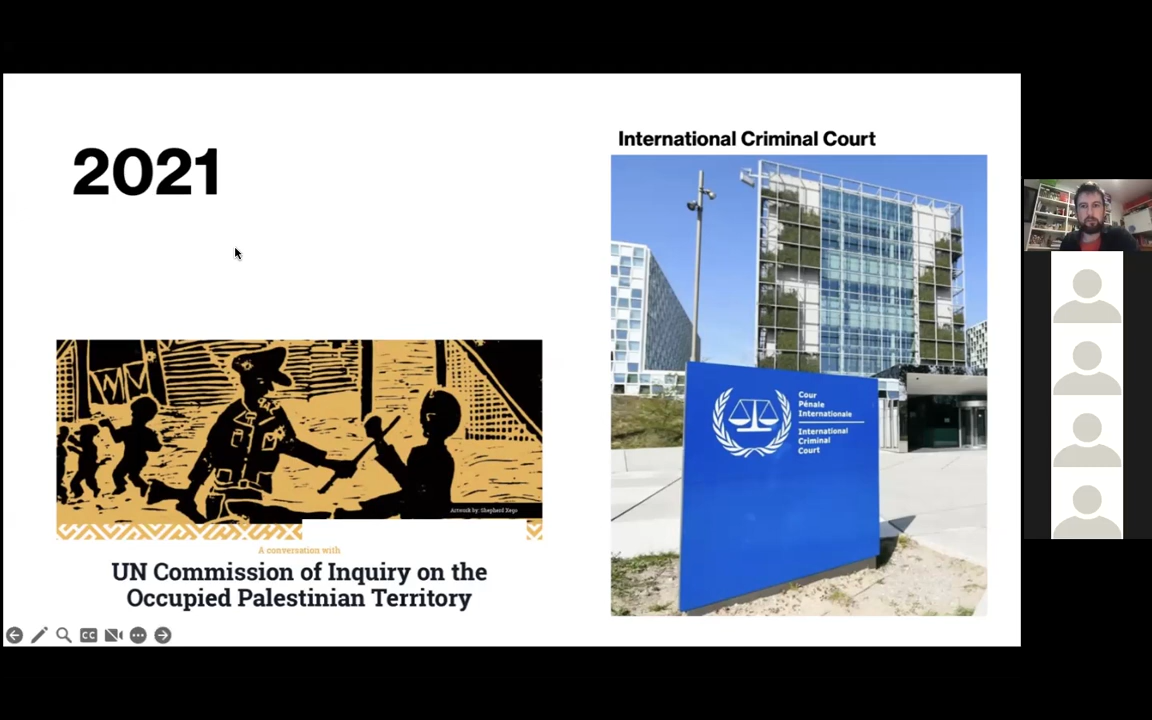 2021
International Criminal Court
Cour
Pénale
Internationale
International
Criminal
Court
Artwork by: Shepherd Xego
A conversation with
UN Commission of Inquiry on the
Occupied Palestinian Territory
CC